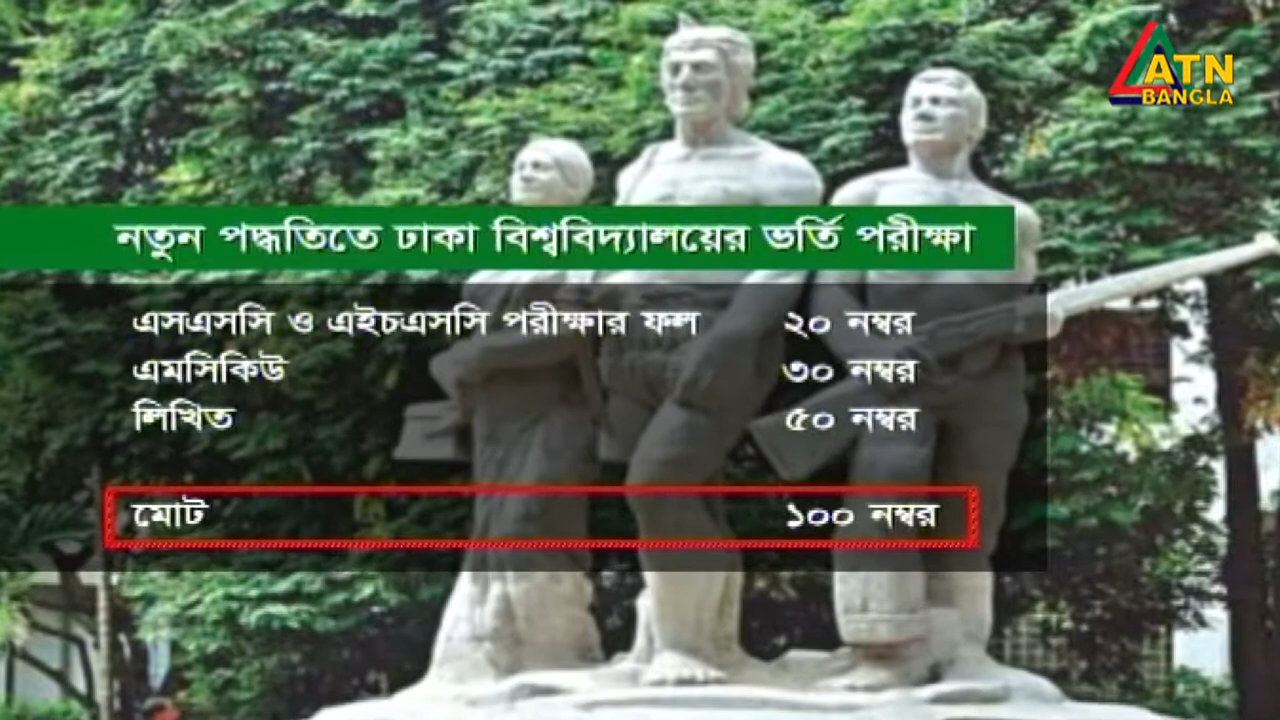 ATN
BANGLA
নতুন পদ্ধতিতে ঢাকা বিশ্ববিদ্যালয়ের ভর্তি পরীক্ষা
এসএসসি ও এইচএসসি পরীক্ষার ফল ২০ নম্বর
এমসিকিউ ৩০ নম্বর
লিখিত ৫০ নম্বর
মোট ১০০ নম্বর